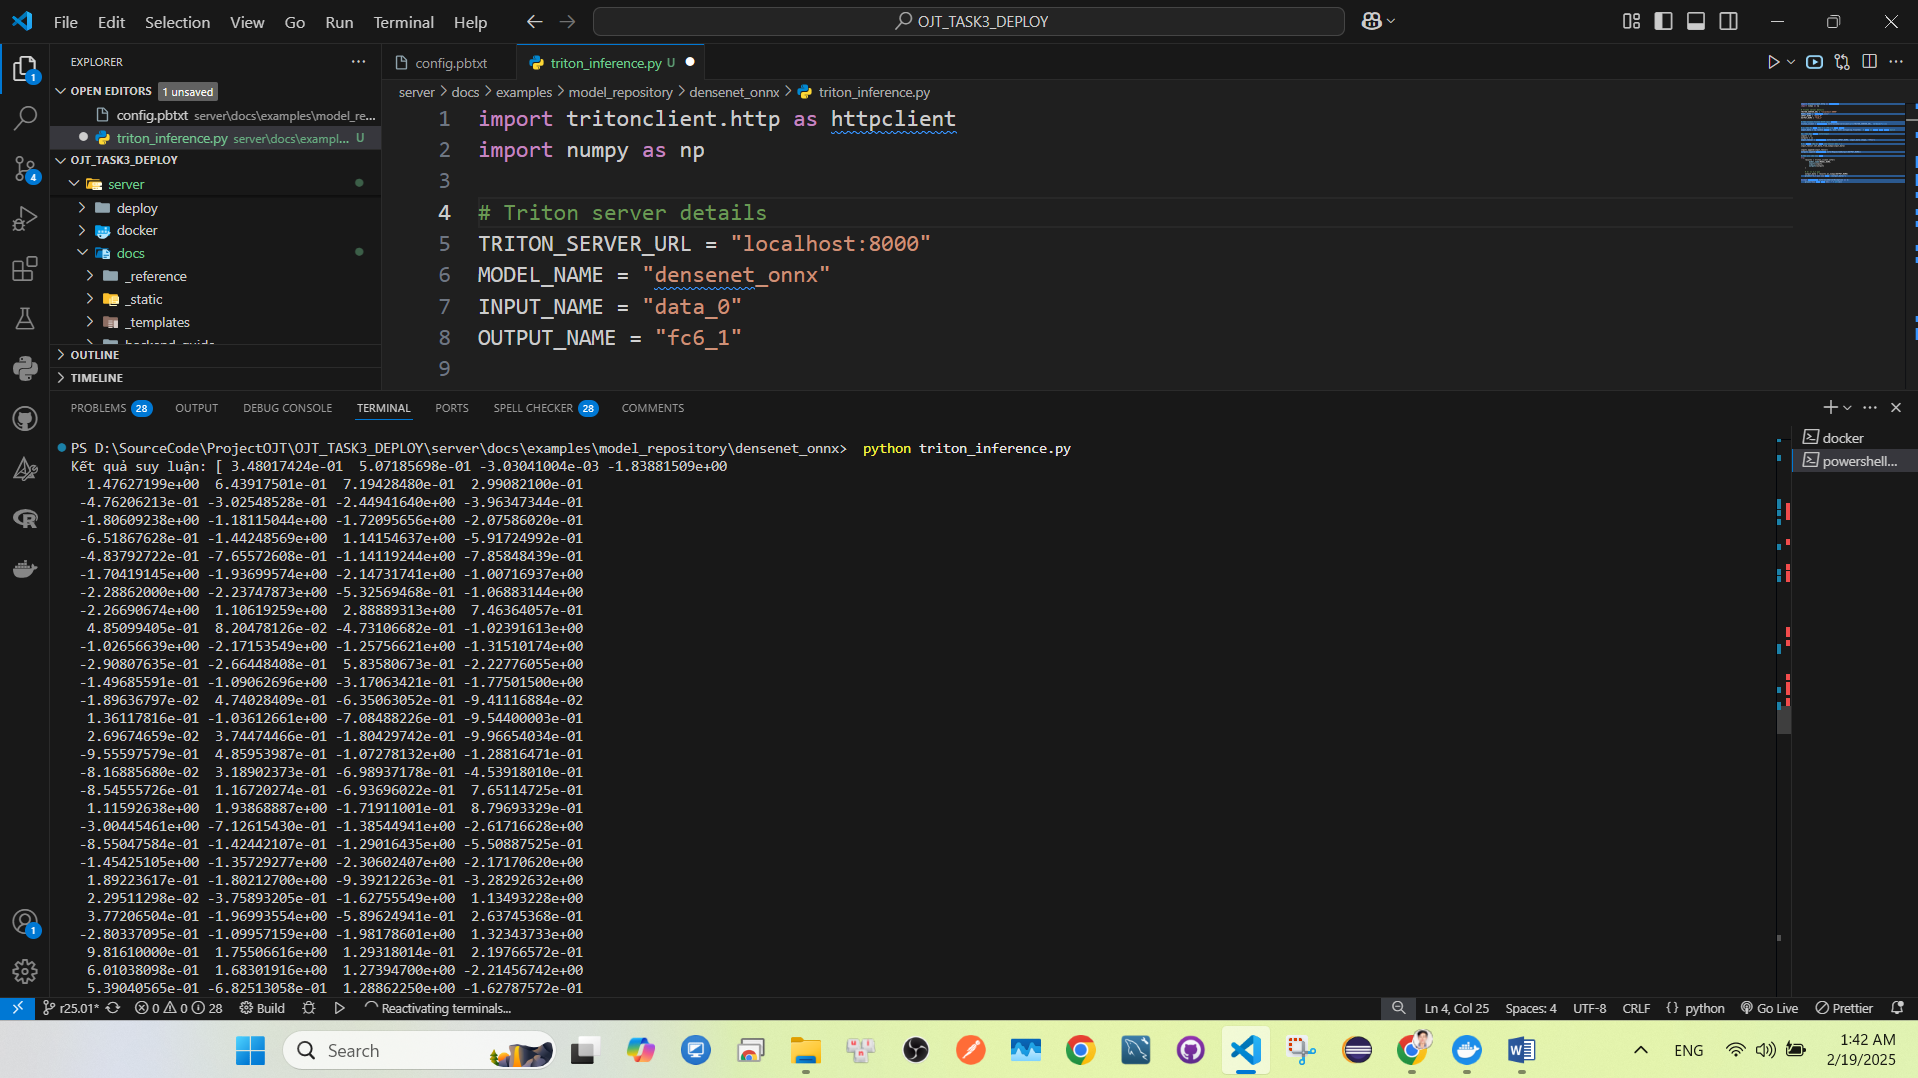 File Edit Selection View Go Run Terminal Help
OJT_TASK3_DEPLOY
EXPLORER
OPEN EDITORS 1 unsaved
config.pbtxt server\docs\examples\model_re...
triton_inference.py server\docs\exampl... U
OJT_TASK3_DEPLOY
server
deploy
docker
docs
_reference
_static
_templates
backend_guide
OUTLINE
TIMELINE
config.pbtxt
triton_inference.py U
server > docs > examples > model_repository > densenet_onnx > triton_inference.py
1 import tritonclient.http as httpclient
2 import numpy as np
3
4 # Triton server details
5 TRITON_SERVER_URL = "localhost:8000"
6 MODEL_NAME = "densenet_onnx"
7 INPUT_NAME = "data_0"
8 OUTPUT_NAME = "fc6_1"
9
PROBLEMS 28 OUTPUT DEBUG CONSOLE TERMINAL PORTS SPELL CHECKER 28 COMMENTS
docker
powershell...
PS D:\SourceCode\ProjectOJT\OJT_TASK3_DEPLOY\server\docs\examples\model_repository\densenet_onnx> python triton_inference.py
Kết quả suy luận: [ 3.48017424e-01 5.07185698e-01 -3.03041004e-03 -1.83881509e+00
1.47627199e+00 6.43917501e-01 7.19428480e-01 2.99082100e-01
-4.76206213e-01 -3.02548528e-01 -2.44941640e+00 -3.96347344e-01
-1.80609238e+00 -1.18115044e+00 -1.72095656e+00 -2.07586020e-01
-6.51867628e-01 -1.44248569e+00 1.14154637e+00 -5.91724992e-01
-4.83792722e-01 -7.65572608e-01 -1.14119244e+00 -7.85848439e-01
-1.70419145e+00 -1.93699574e+00 -2.14731741e+00 -1.00716937e+00
-2.28862000e+00 -2.23747873e+00 -5.32569468e-01 -1.06883144e+00
-2.26690674e+00 1.10619259e+00 2.88889313e+00 7.46364057e-01
4.85099405e-01 8.20478126e-02 -4.73106682e-01 -1.02391613e+00
-1.02656639e+00 -2.17153549e+00 -1.25756621e+00 -1.31510174e+00
-2.90807635e-01 -2.66448408e-01 5.83580673e-01 -2.22776055e+00
-1.49685591e-01 -1.09062696e+00 -3.17063421e-01 -1.77501500e+00
-1.89636797e-02 4.74028409e-01 -6.35063052e-01 -9.41116884e-02
1.36117816e-01 -1.03612661e+00 -7.08488226e-01 -9.54400003e-01
2.69674659e-02 3.74474466e-01 -1.80429742e-01 -9.96654034e-01
-9.55597579e-01 4.85953987e-01 -1.07278132e+00 -1.28816471e-01
-8.16885680e-02 3.18902373e-01 -6.98937178e-01 -4.53918010e-01
-8.54555726e-01 1.16720274e-01 -6.93696022e-01 7.65114725e-01
1.11592638e+00 1.93868887e+00 -1.71911001e-01 8.79693329e-01
-3.00445461e+00 -7.12615430e-01 -1.38544941e+00 -2.61716628e+00
-8.55047584e-01 -1.42442107e-01 -1.29016435e+00 -5.50887525e-01
-1.45425105e+00 -1.35729277e+00 -2.30602407e+00 -2.17170620e+00
1.89223617e-01 -1.80212700e+00 -9.39212263e-01 -3.28292632e+00
2.29511298e-02 -3.75893205e-01 -1.62755549e+00 1.13493228e+00
3.77206504e-01 -1.96993554e+00 -5.89624941e-01 2.63745368e-01
-2.80337095e-01 -1.09957159e+00 -1.98178601e+00 1.32343733e+00
9.81610000e-01 1.75506616e+00 1.29318014e-01 2.19766572e-01
6.01038098e-01 1.68301916e+00 1.27394700e+00 -2.21456742e+00
5.39040565e-01 -6.82513058e-01 1.28862250e+00 -1.62787572e-01
r25.01* 0 0 28 Build Reactivating terminals... Ln 4, Col 25 Spaces: 4 UTF-8 CRLF { } python Go Live Prettier
Search
ENG
1:42 AM
2/19/2025